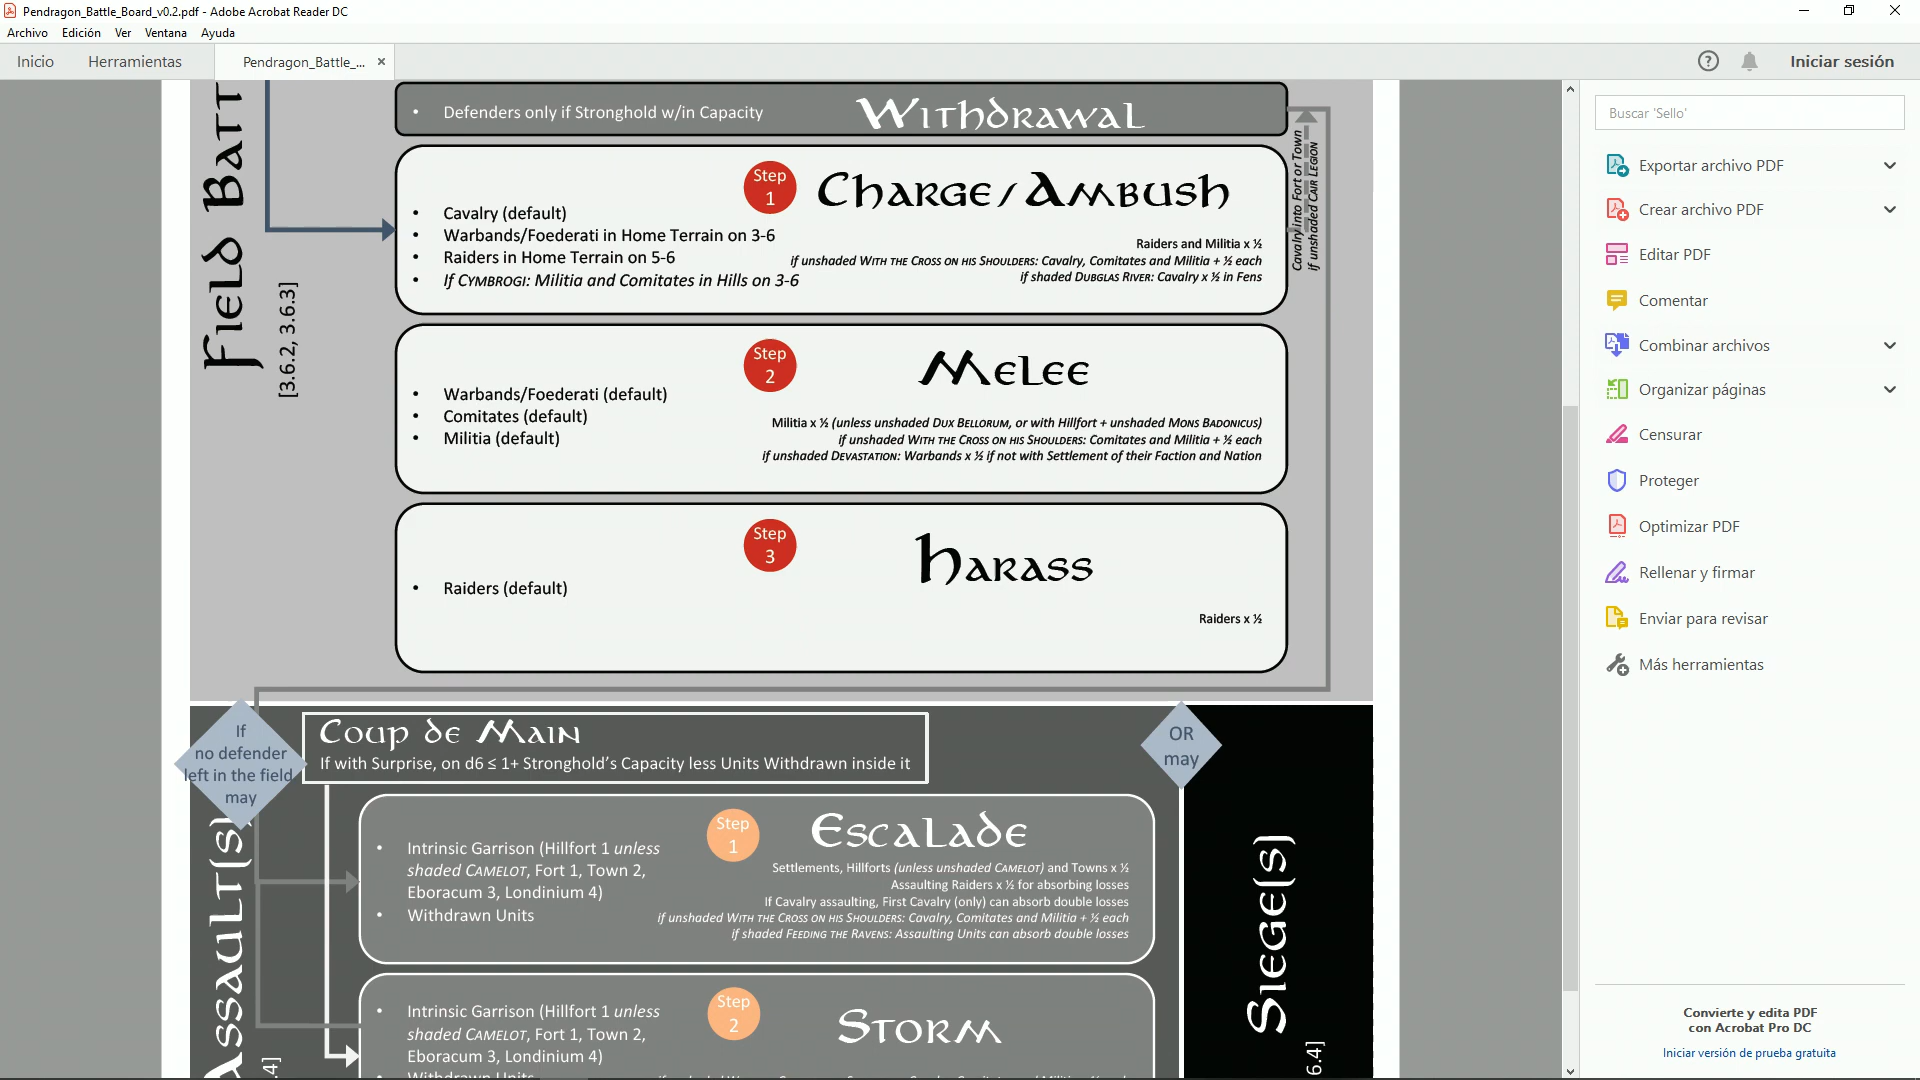 Pendragon_Battle_Board_v0.2.pdf - Adobe Acrobat Reader DC
Archivo Edición Ver Ventana Ayuda
Inicio Herramientas Pendragon_Battle_... × Iniciar sesión
Field Batt
[3.6.2, 3.6.3]
• Defenders only if Stronghold w/in Capacity
Withdrawal
Step 1
Charge/Ambush
• Cavalry (default)
• Warbands/Foederati in Home Terrain on 3-6
• Raiders in Home Terrain on 5-6
• If CYMBROGI: Militia and Comitates in Hills on 3-6
Raiders and Militia x ½
if unshaded WITH THE CROSS ON HIS SHOULDERS: Cavalry, Comitates and Militia + ½ each
if shaded DUBGLAS RIVER: Cavalry x ½ in Fens
Cavalry into Fort or Town
if unshaded CAIR LEGION
Step 2
Melee
• Warbands/Foederati (default)
• Comitates (default)
• Militia (default)
Militia x ½ (unless unshaded DUX BELLORUM, or with Hillfort + unshaded MONS BADONICUS)
if unshaded WITH THE CROSS ON HIS SHOULDERS: Comitates and Militia + ½ each
if unshaded DEVASTATION: Warbands x ½ if not with Settlement of their Faction and Nation
Step 3
Harass
• Raiders (default)
Raiders x ½
If
no defender
left in the field
may
Coup de Main
If with Surprise, on d6 ≤ 1+ Stronghold's Capacity less Units Withdrawn inside it
OR
may
Assault(s)
4]
Step 1
Escalade
• Intrinsic Garrison (Hillfort 1 unless
shaded CAMELOT, Fort 1, Town 2,
Eboracum 3, Londinium 4)
• Withdrawn Units
Settlements, Hillforts (unless unshaded CAMELOT) and Towns x ½
Assaulting Raiders x ½ for absorbing losses
If Cavalry assaulting, First Cavalry (only) can absorb double losses
if unshaded WITH THE CROSS ON HIS SHOULDERS: Cavalry, Comitates and Militia + ½ each
if shaded FEEDING THE RAVENS: Assaulting Units can absorb double losses
Step 2
Storm
• Intrinsic Garrison (Hillfort 1 unless
shaded CAMELOT, Fort 1, Town 2,
Eboracum 3, Londinium 4)
Siege(s)
6.4]
Buscar 'Sello'
Exportar archivo PDF
Crear archivo PDF
Editar PDF
Comentar
Combinar archivos
Organizar páginas
Censurar
Proteger
Optimizar PDF
Rellenar y firmar
Enviar para revisar
Más herramientas
Convierte y edita PDF
con Acrobat Pro DC
Iniciar versión de prueba gratuita